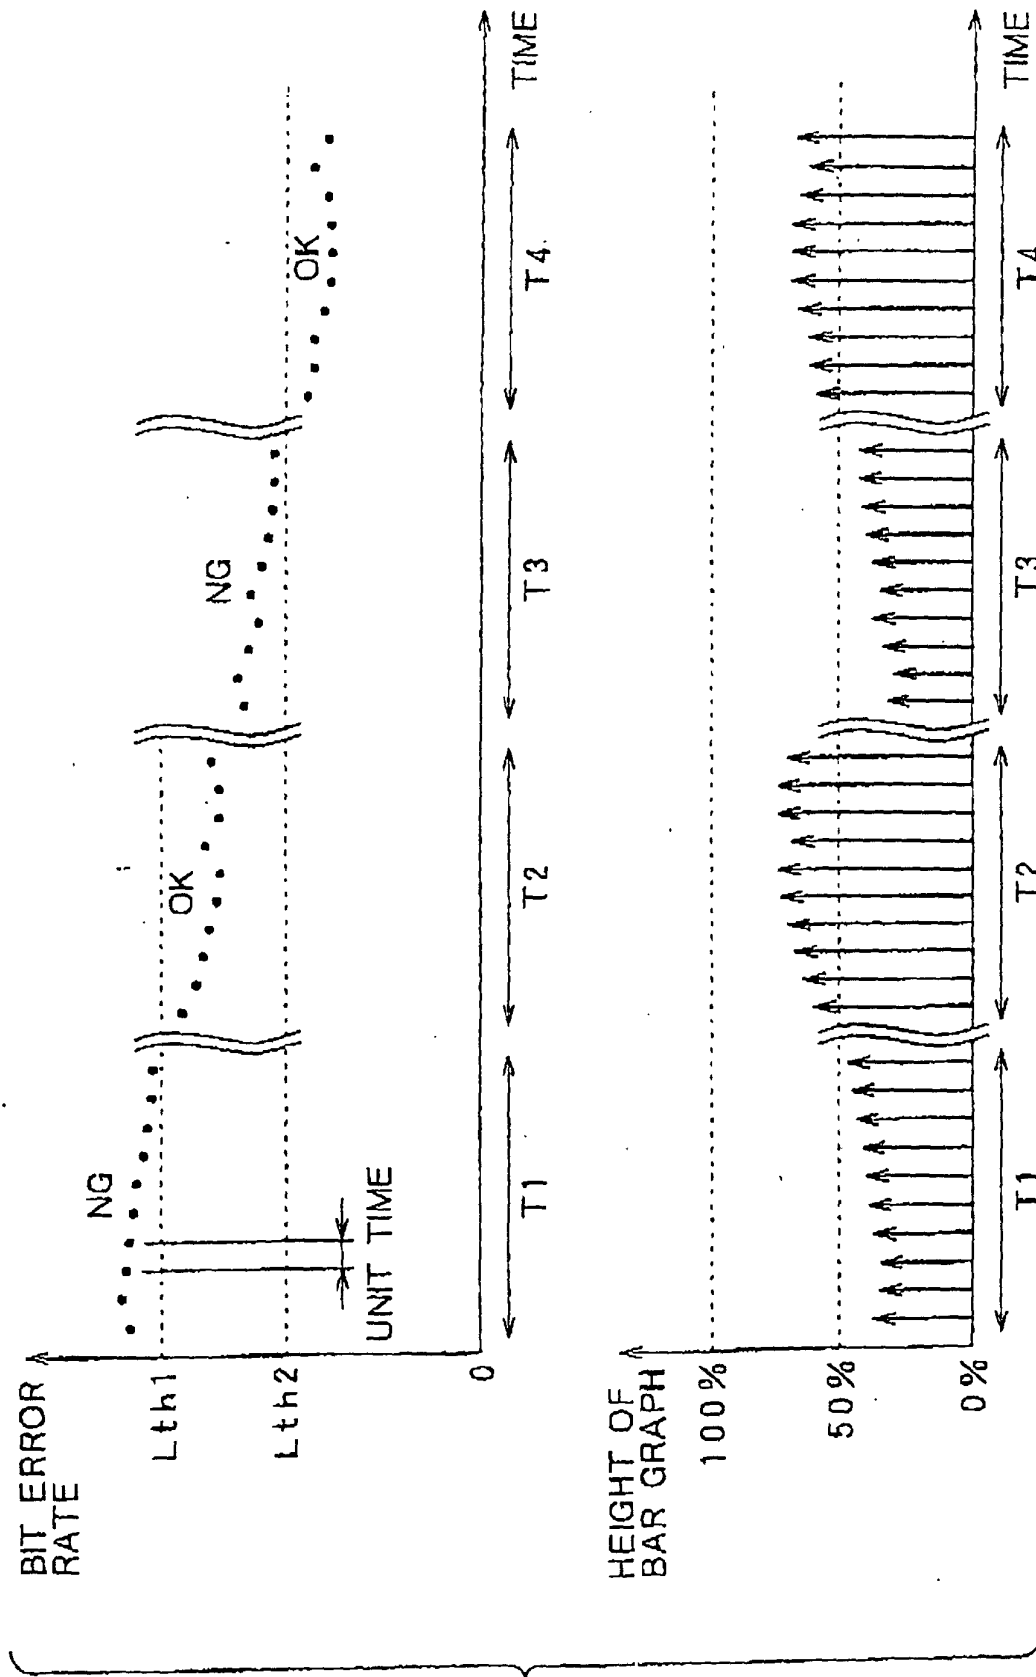 BIT ERROR
RATE
Lth1
Lth2
0
NG
OK
NG
OK
UNIT TIME
T1
T2
T3
T4
TIME
HEIGHT OF
BAR GRAPH
100%
50%
0%
T1
T2
T3
T4
TIME